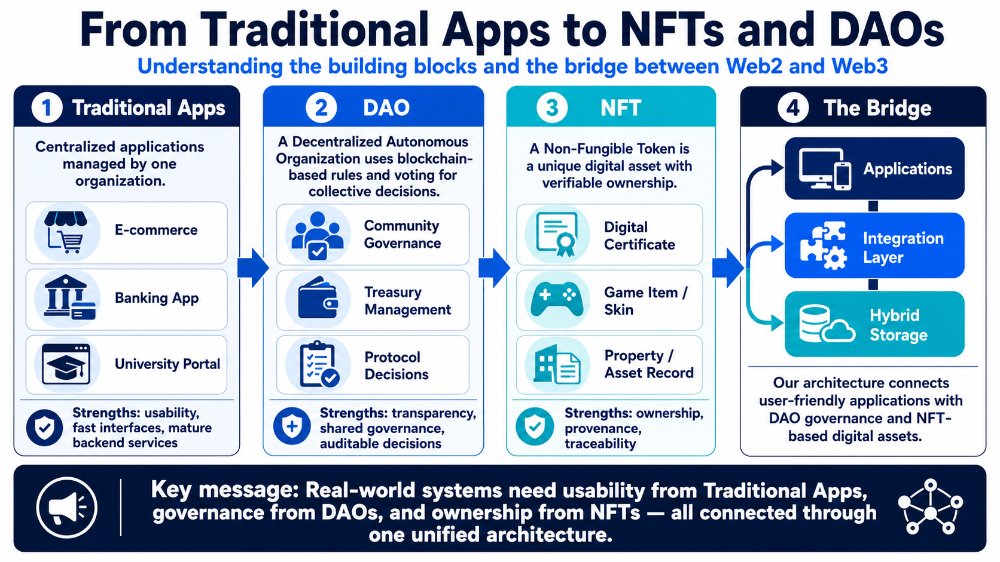 From Traditional Apps to NFTs and DAOs
Understanding the building blocks and the bridge between Web2 and Web3
1 Traditional Apps
Centralized applications
managed by one
organization.
E-commerce
Banking App
University Portal
Strengths: usability,
fast interfaces, mature
backend services
2 DAO
A Decentralized Autonomous
Organization uses blockchain-
based rules and voting for
collective decisions.
Community
Governance
Treasury
Management
Protocol
Decisions
Strengths: transparency,
shared governance,
auditable decisions
3 NFT
A Non-Fungible Token is
a unique digital asset with
verifiable ownership.
Digital
Certificate
Game Item /
Skin
Property /
Asset Record
Strengths: ownership,
provenance,
traceability
4 The Bridge
Applications
Integration
Layer
Hybrid
Storage
Our architecture connects
user-friendly applications with
DAO governance and NFT-
based digital assets.
Key message: Real-world systems need usability from Traditional Apps,
governance from DAOs, and ownership from NFTs — all connected through
one unified architecture.